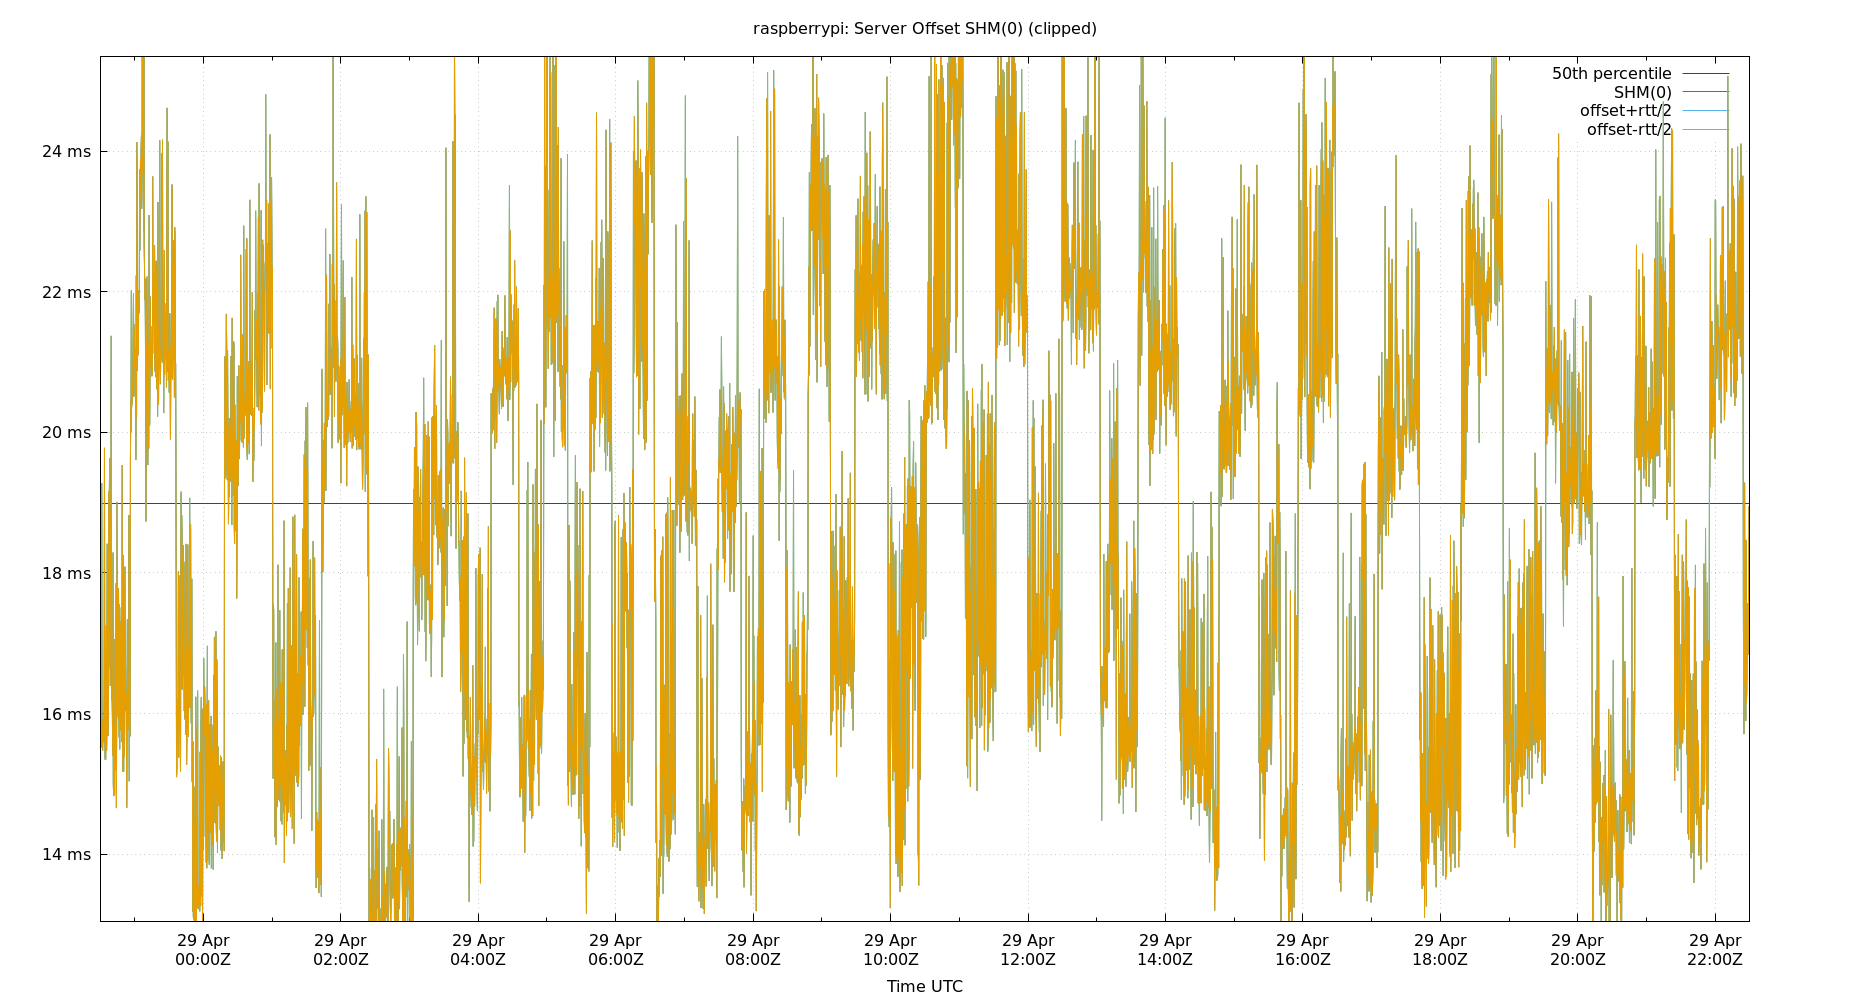 raspberrypi: Server Offset SHM(0) (clipped)
50th percentile
SHM(0)
offset+rtt/2
offset-rtt/2
24 ms
22 ms
20 ms
18 ms
16 ms
14 ms
29 Apr 29 Apr 29 Apr 29 Apr 29 Apr 29 Apr 29 Apr 29 Apr 29 Apr 29 Apr 29 Apr 29 Apr
00:00Z 02:00Z 04:00Z 06:00Z 08:00Z 10:00Z 12:00Z 14:00Z 16:00Z 18:00Z 20:00Z 22:00Z
Time UTC